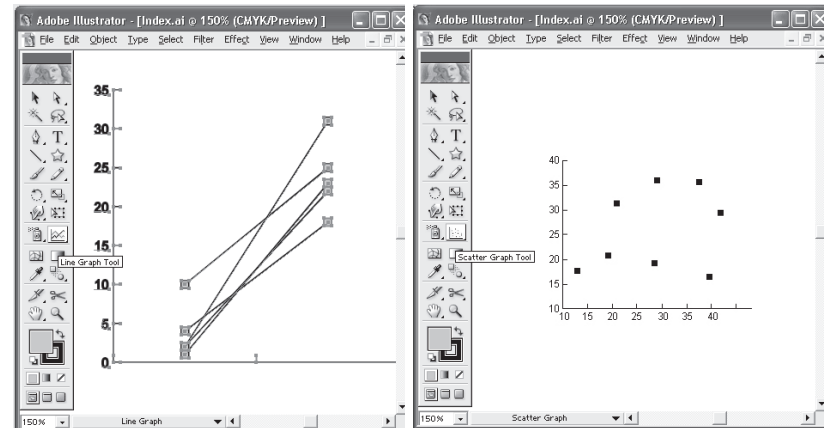 Adobe Illustrator - [Index.ai @ 150% (CMYK/Preview) ]
File Edit Object Type Select Filter Effect View Window Help
35
30
25
20
15
Line Graph Tool
10
5
0
150% Line Graph
Adobe Illustrator - [Index.ai @ 150% (CMYK/Preview) ]
File Edit Object Type Select Filter Effect View Window Help
40
35
30
25
Scatter Graph Tool
20
15
10
10 15 20 25 30 35 40
150% Scatter Graph